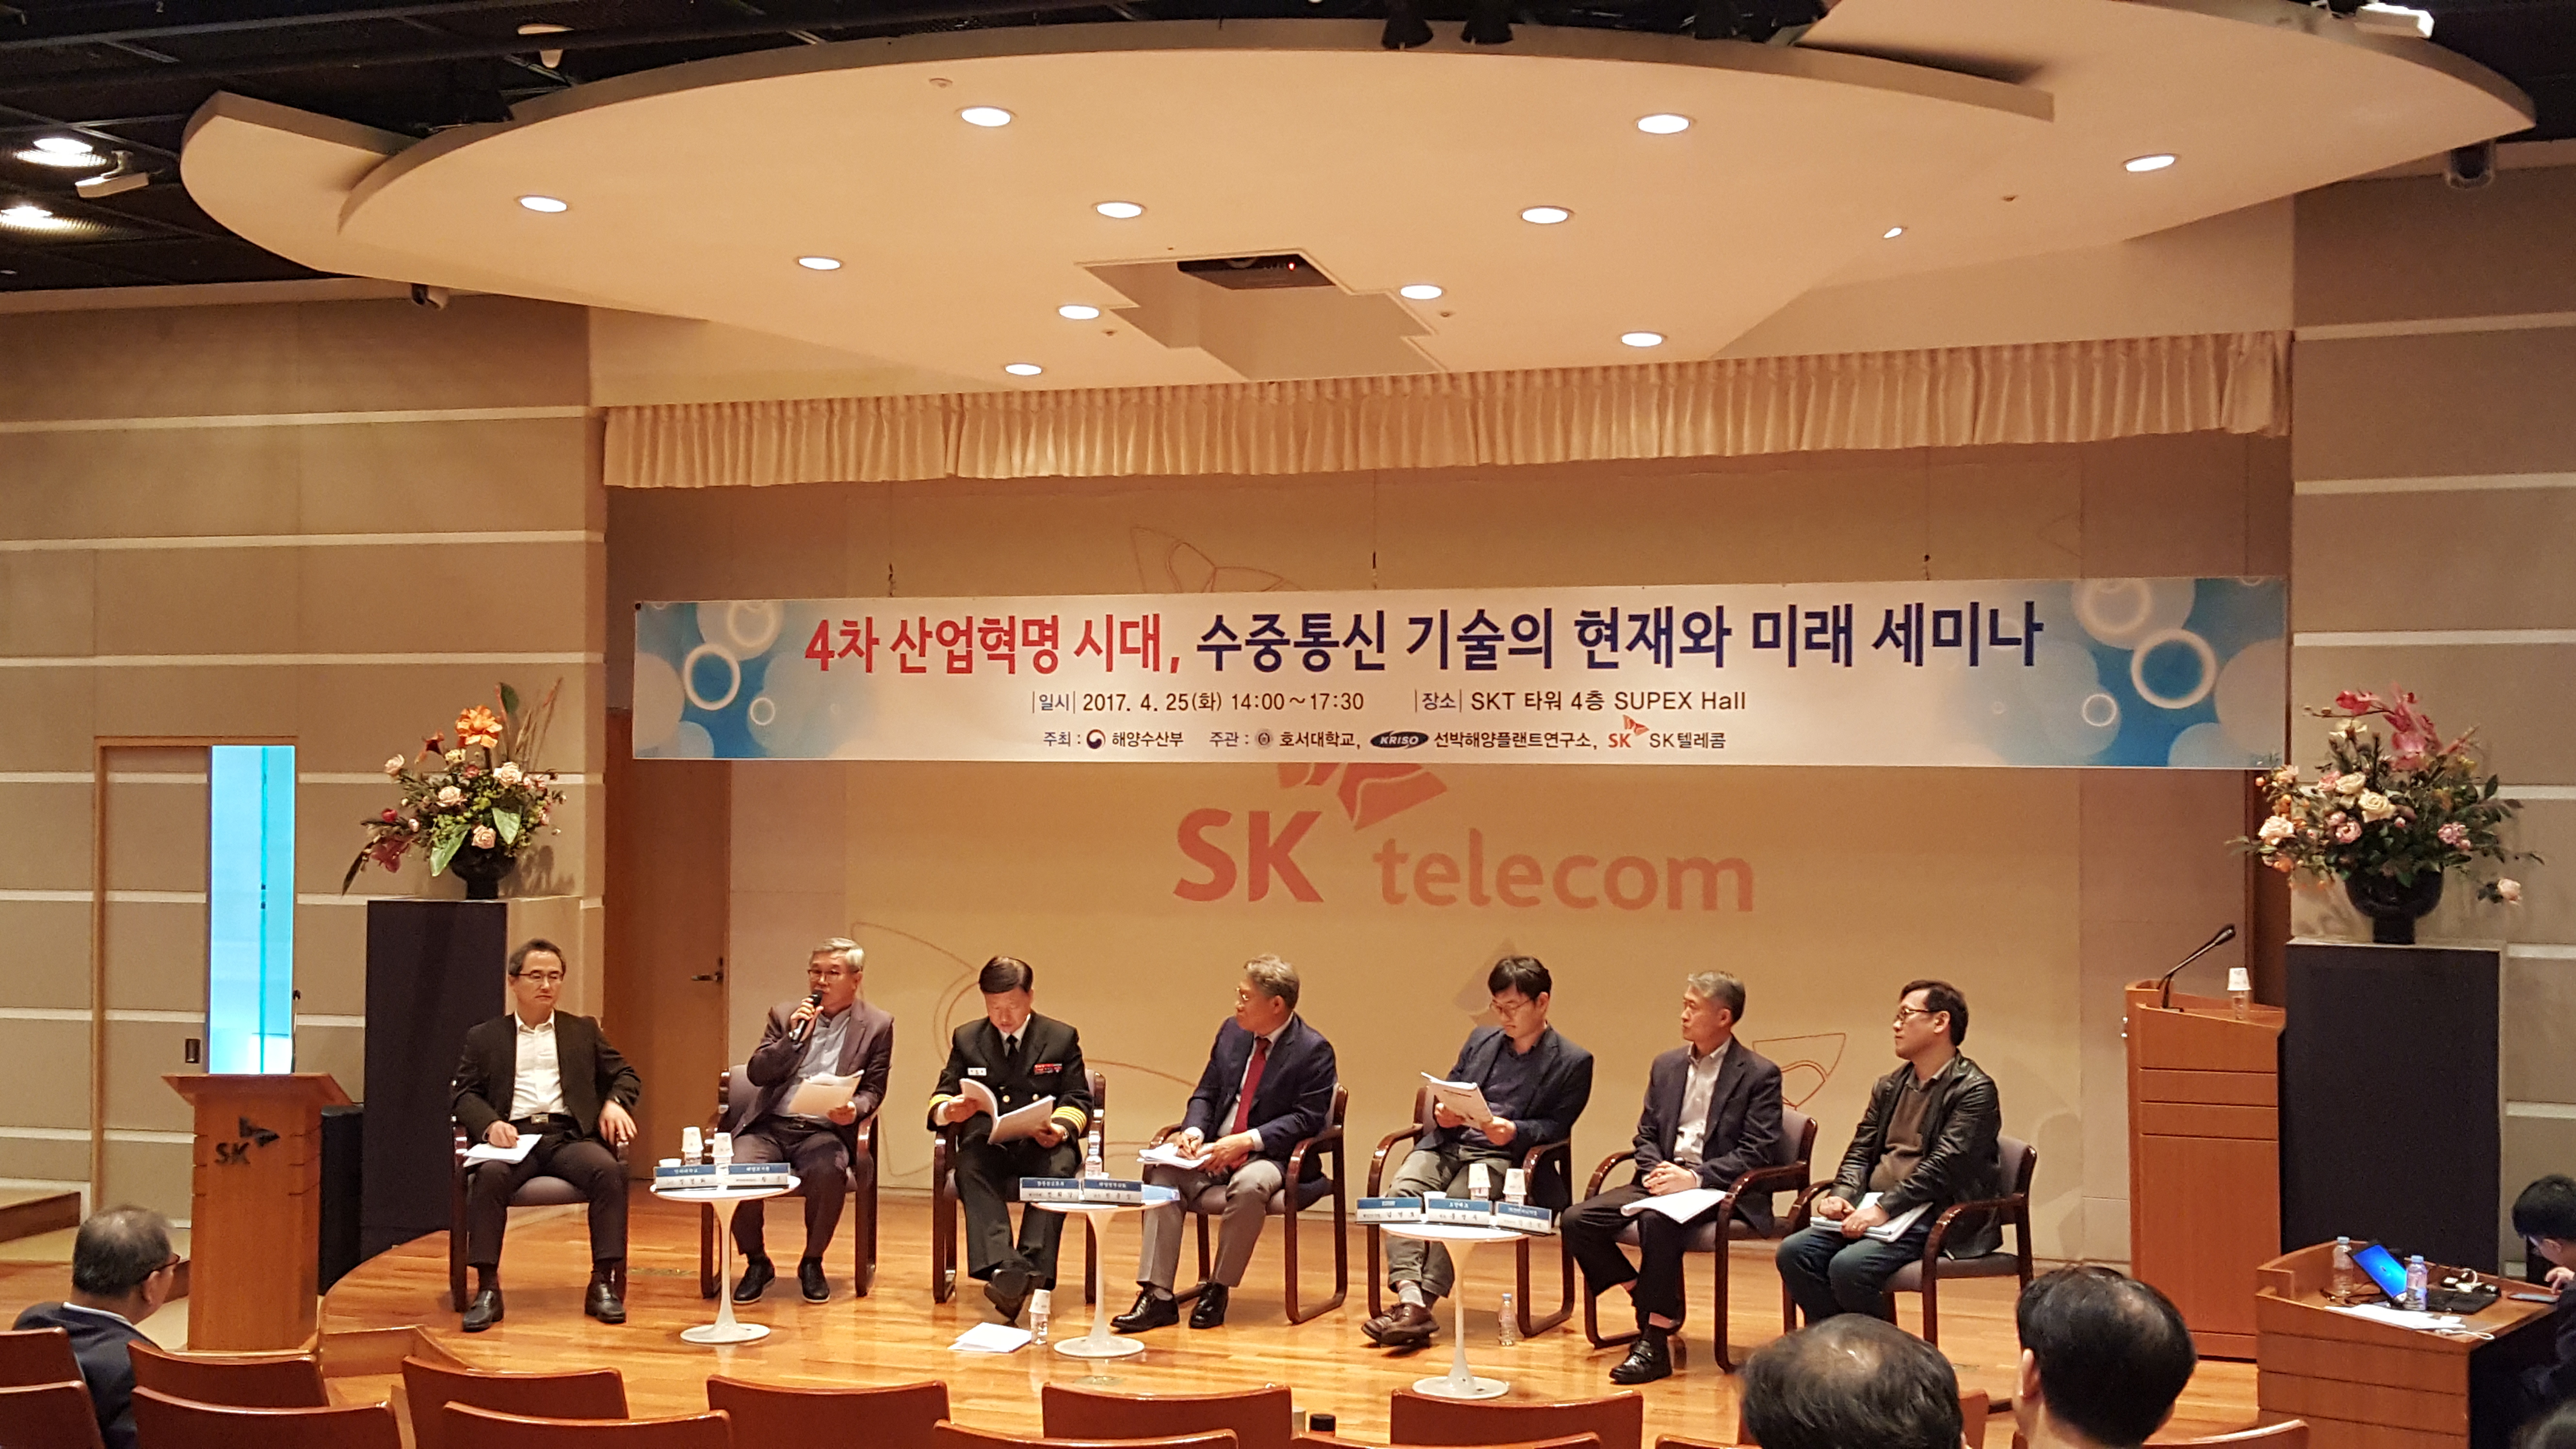 4차 산업혁명 시대, 수중통신 기술의 현재와 미래 세미나
|일시| 2017. 4. 25(화) 14:00~17:30 |장소| SKT 타워 4층 SUPEX Hall
주최 : 해양수산부 주관 : 호서대학교, KRISO 선박해양플랜트연구소, SK SK텔레콤
SK telecom
SK